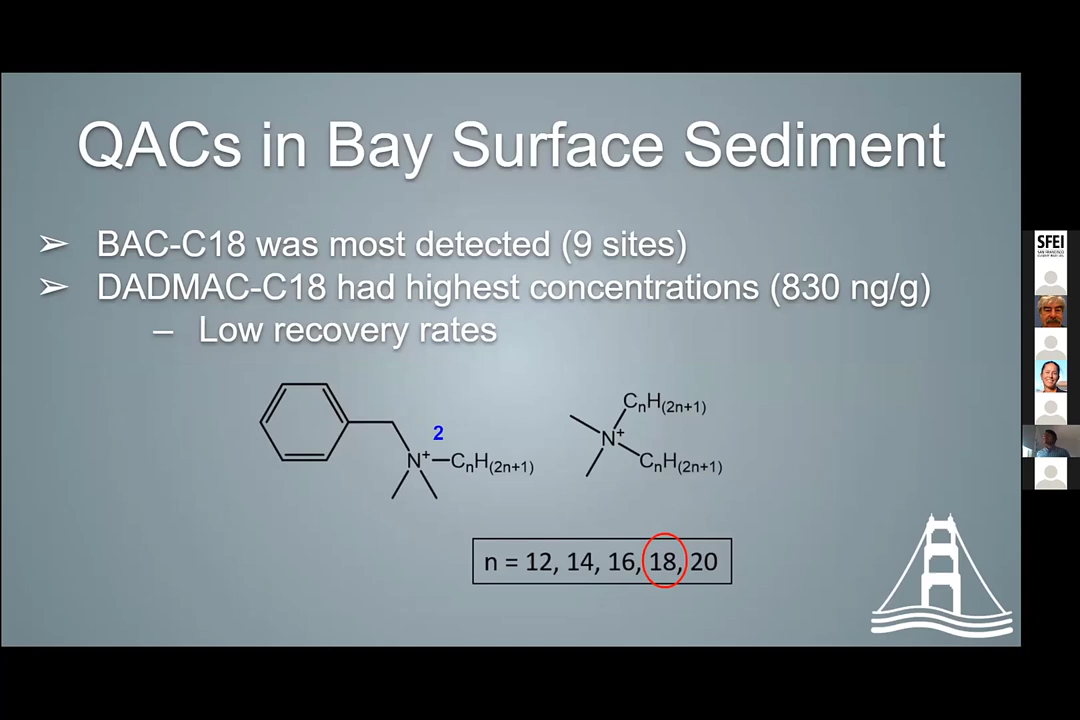 QACs in Bay Surface Sediment
➢ BAC-C18 was most detected (9 sites)
➢ DADMAC-C18 had highest concentrations (830 ng/g)
– Low recovery rates
CnH(2n+1)
2
N+
N+
CnH(2n+1)
CnH(2n+1)
n = 12, 14, 16, 18, 20
SFEI